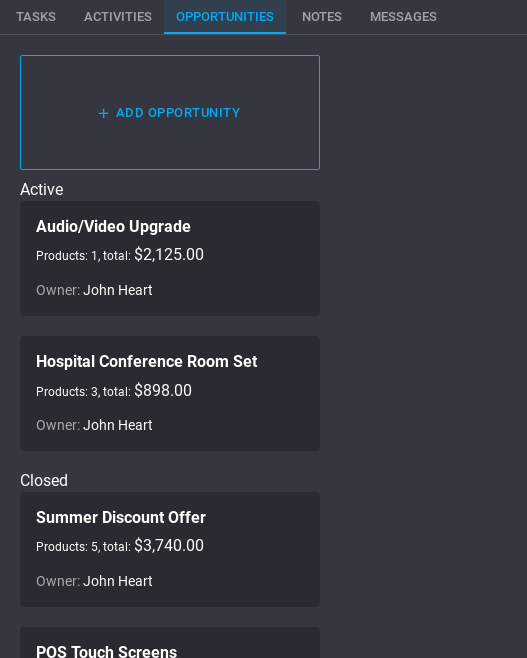 TASKS ACTIVITIES OPPORTUNITIES NOTES MESSAGES
+ ADD OPPORTUNITY
Active
Audio/Video Upgrade
Products: 1, total: $2,125.00
Owner: John Heart
Hospital Conference Room Set
Products: 3, total: $898.00
Owner: John Heart
Closed
Summer Discount Offer
Products: 5, total: $3,740.00
Owner: John Heart
POS Touch Screens